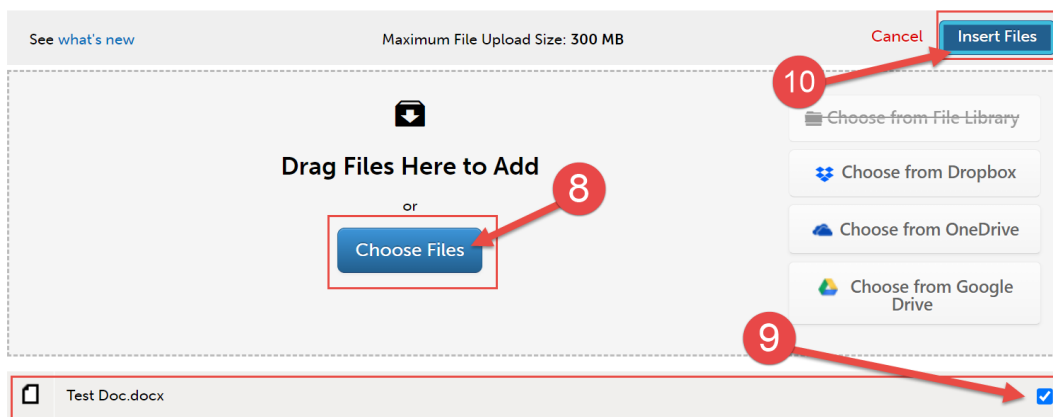 See what's new
Maximum File Upload Size: 300 MB
Cancel
Insert Files
10
Choose from File Library
Drag Files Here to Add
8
Choose from Dropbox
or
Choose Files
Choose from OneDrive
Choose from Google
Drive
9
Test Doc.docx